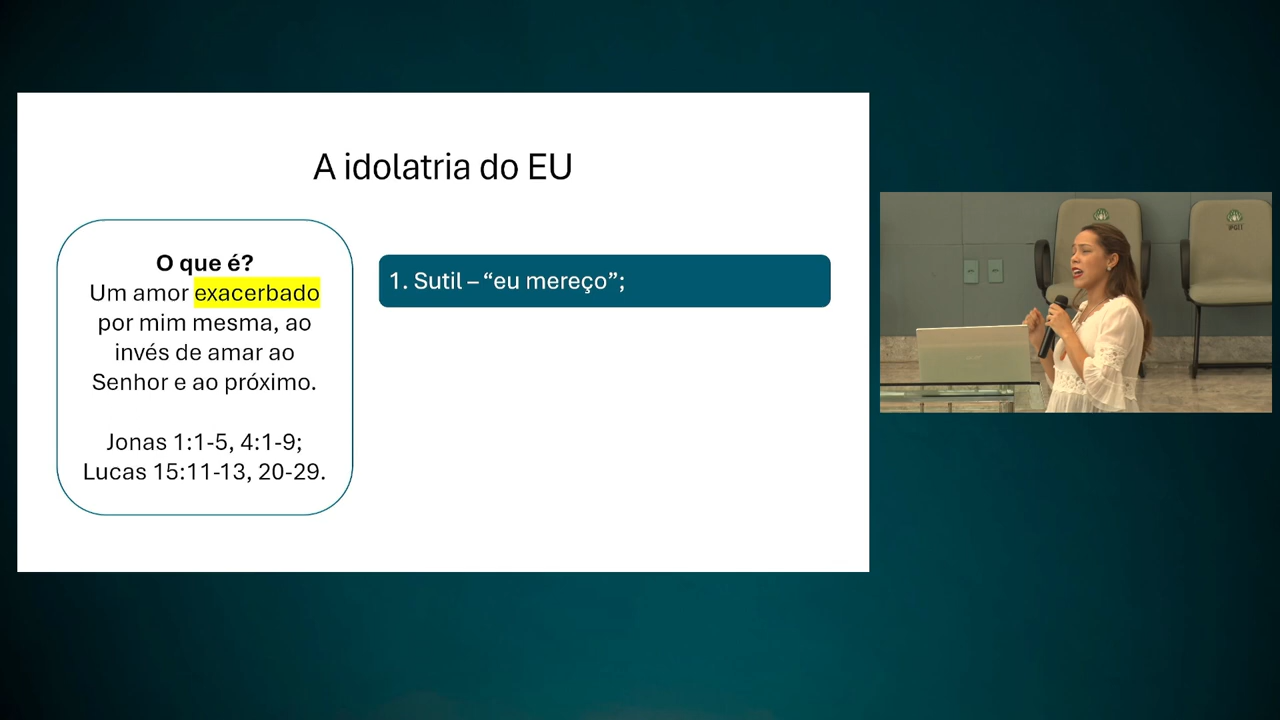 A idolatria do EU
O que é?
Um amor exacerbado
por mim mesma, ao
invés de amar ao
Senhor e ao próximo.
Jonas 1:1-5, 4:1-9;
Lucas 15:11-13, 20-29.
1. Sutil – “eu mereço”;